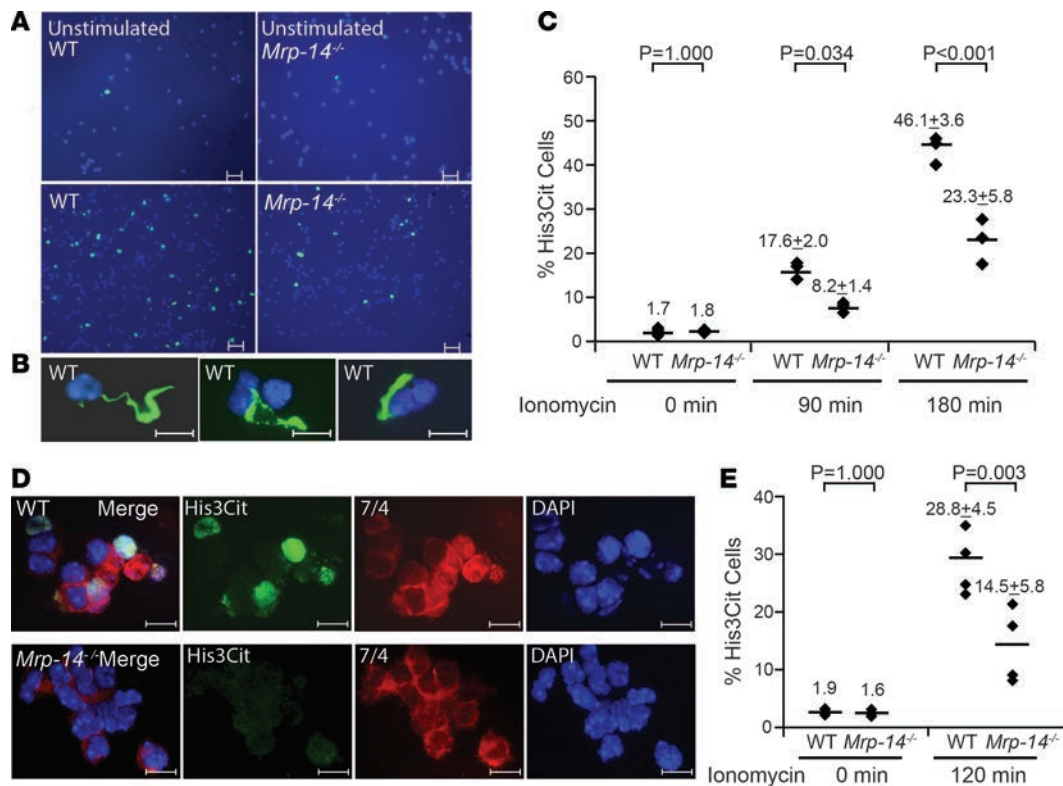 A
Unstimulated
WT
Unstimulated
Mrp-14-/-
WT
Mrp-14-/-
B
WT
WT
WT
C
P=1.000
P=0.034
P<0.001
% His3Cit Cells
60
50
40
30
20
10
0
1.7
1.8
17.6±2.0
8.2±1.4
46.1±3.6
23.3±5.8
WT Mrp-14-/-
WT Mrp-14-/-
WT Mrp-14-/-
Ionomycin
0 min
90 min
180 min
D
WT
Merge
His3Cit
7/4
DAPI
Mrp-14-/-
Merge
His3Cit
7/4
DAPI
E
P=1.000
P=0.003
% His3Cit Cells
40
30
20
10
0
1.9
1.6
28.8±4.5
14.5±5.8
WT Mrp-14-/-
WT Mrp-14-/-
Ionomycin
0 min
120 min